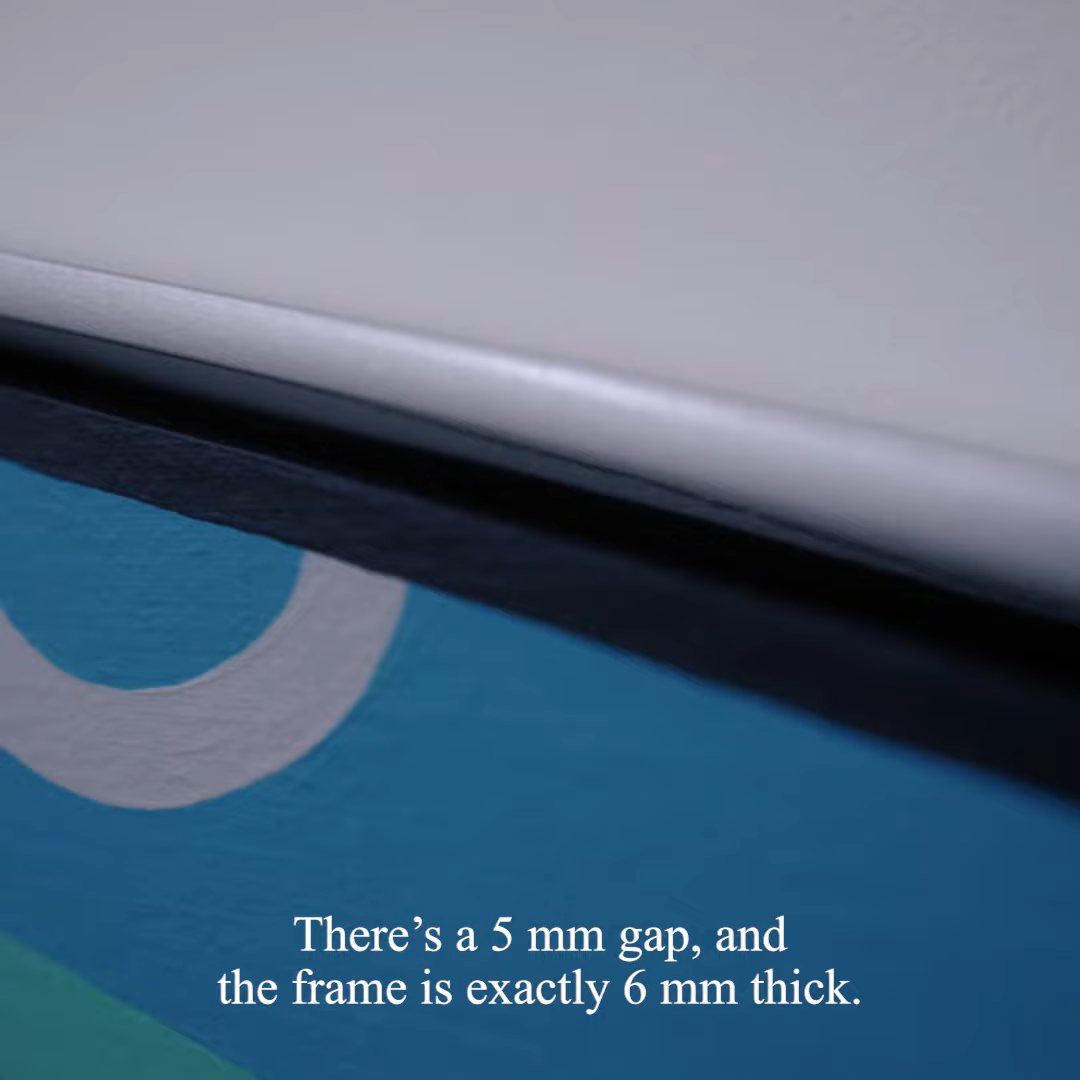 There’s a 5 mm gap, and
the frame is exactly 6 mm thick.